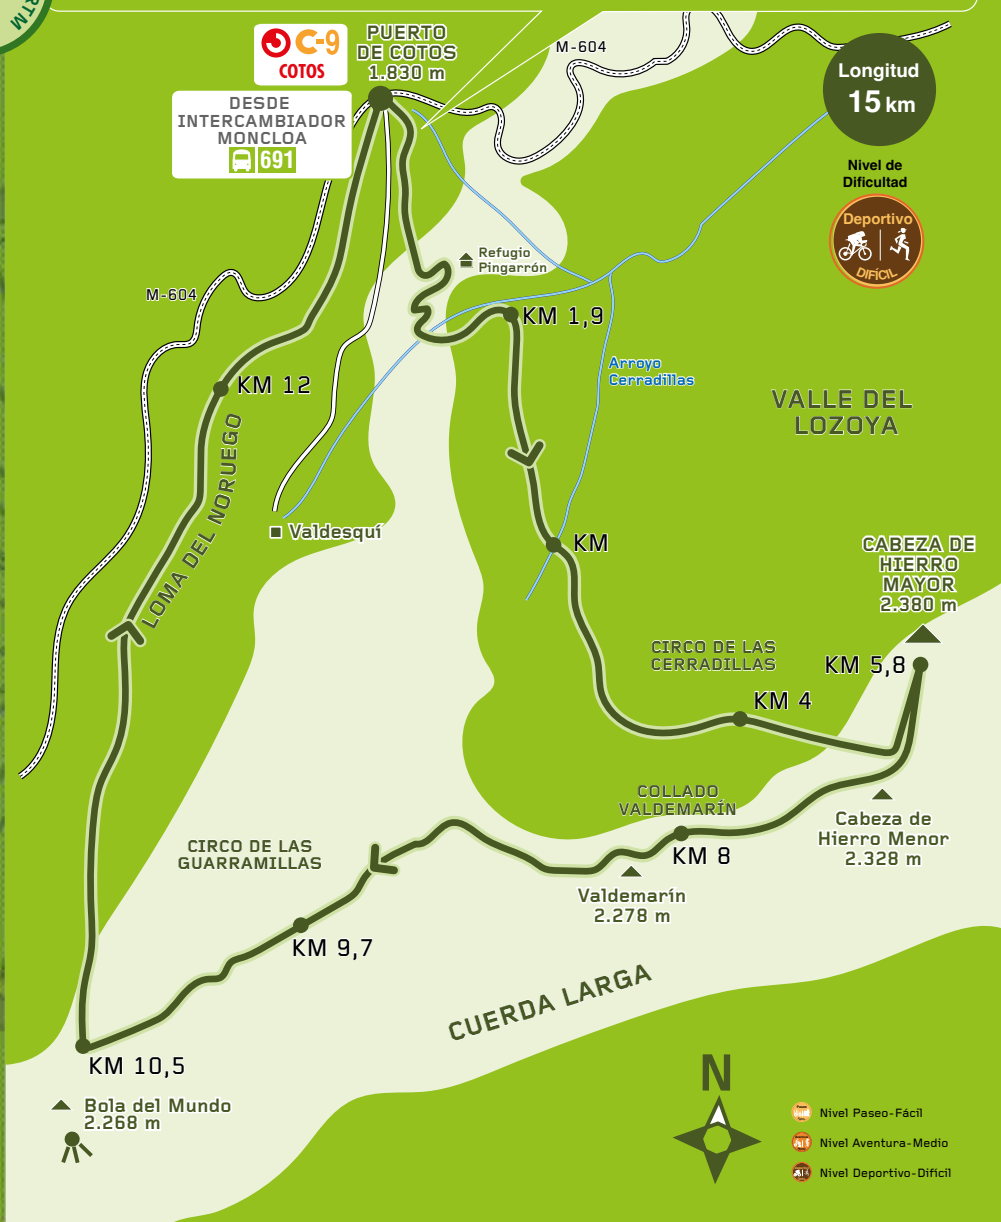 RTM
C-9
COTOS
PUERTO
DE COTOS
1.830 m
M-604
DESDE
INTERCAMBIADOR
MONCLOA
691
Longitud
15 km
Nivel de
Dificultad
Deportivo
DIFÍCIL
Refugio
Pingarrón
M-604
KM 1,9
Arroyo
Cerradillas
KM 12
VALLE DEL
LOZOYA
LOMA DEL NORUEGO
Valdesquí
KM
CABEZA DE
HIERRO
MAYOR
2.380 m
CIRCO DE LAS
CERRADILLAS
KM 5,8
KM 4
COLLADO
VALDEMARÍN
Cabeza de
Hierro Menor
2.328 m
CIRCO DE LAS
GUARRAMILLAS
KM 8
Valdemarín
2.278 m
KM 9,7
CUERDA LARGA
KM 10,5
Bola del Mundo
2.268 m
N
Nivel Paseo-Fácil
Nivel Aventura-Medio
Nivel Deportivo-Difícil